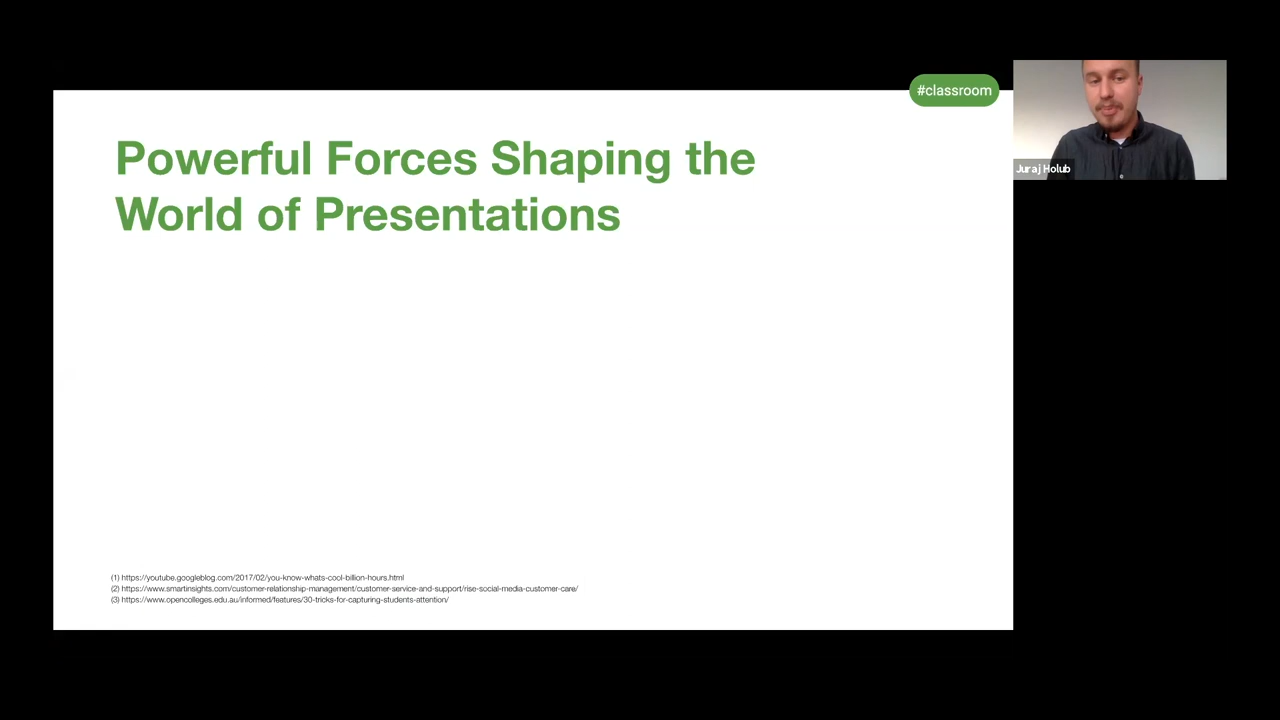 #classroom
Powerful Forces Shaping the
World of Presentations
Juraj Holub
(1) https://youtube.googleblog.com/2017/02/you-know-whats-cool-billion-hours.html
(2) https://www.smartinsights.com/customer-relationship-management/customer-service-and-support/rise-social-media-customer-care/
(3) https://www.opencolleges.edu.au/informed/features/30-tricks-for-capturing-students-attention/